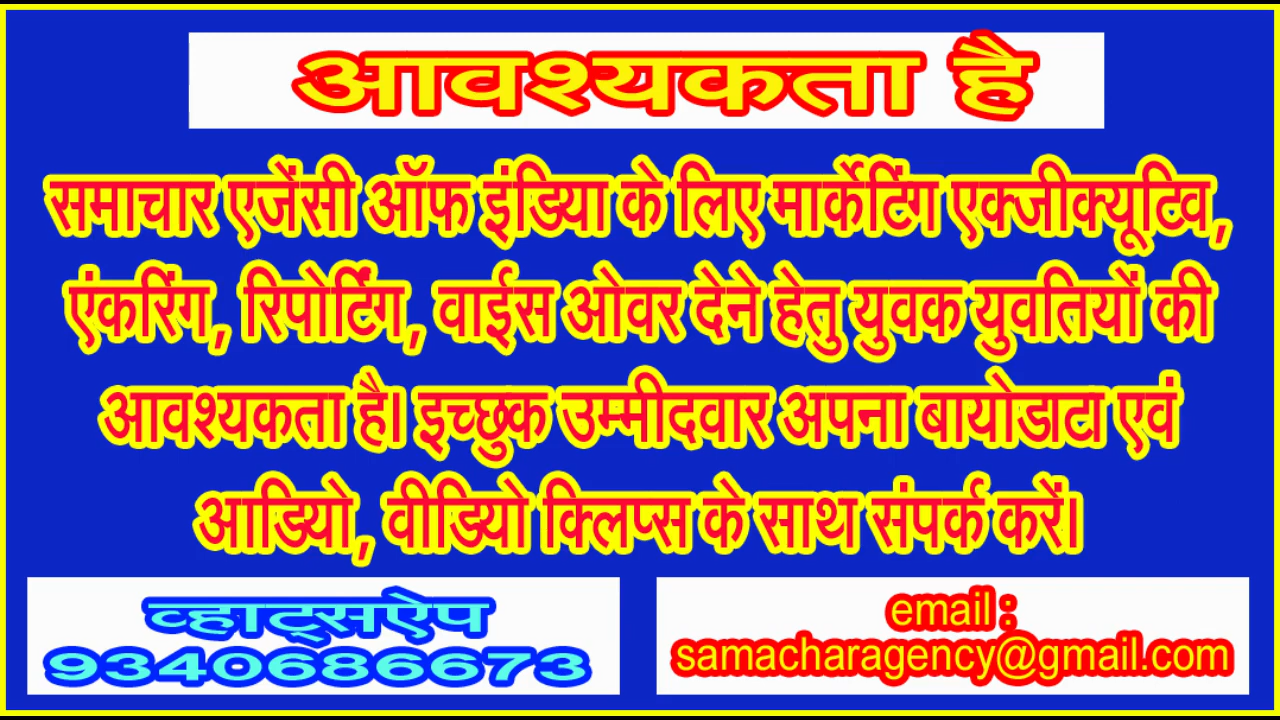 आवश्यकता है
समाचार एजेंसी ऑफ इंडिया के लिए मार्केटिंग एक्जीक्यूटिव,
एंकरिंग, रिपोर्टिंग, वाईस ओवर देने हेतु युवक युवतियों की
आवश्यकता है। इच्छुक उम्मीदवार अपना बायोडाटा एवं
आडियो, वीडियो क्लिप्स के साथ संपर्क करें।
व्हाट्सऐप
9340686673
email :
samacharagency@gmail.com